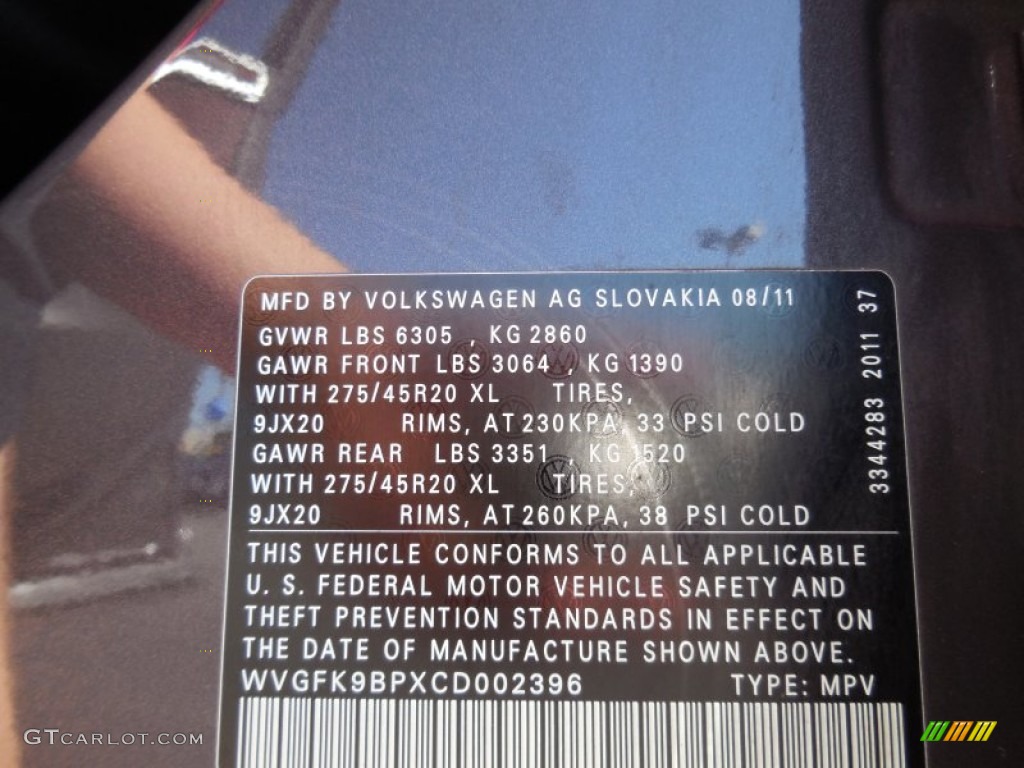 MFD BY VOLKSWAGEN AG SLOVAKIA 08/11
GVWR LBS 6305 , KG 2860
GAWR FRONT LBS 3064 , KG 1390
WITH 275/45R20 XL TIRES,
9JX20 RIMS, AT 230KPA, 33 PSI COLD
GAWR REAR LBS 3351 , KG 1520
WITH 275/45R20 XL TIRES,
9JX20 RIMS, AT 260KPA, 38 PSI COLD
3344283 2011 37
THIS VEHICLE CONFORMS TO ALL APPLICABLE
U. S. FEDERAL MOTOR VEHICLE SAFETY AND
THEFT PREVENTION STANDARDS IN EFFECT ON
THE DATE OF MANUFACTURE SHOWN ABOVE.
WVGFK9BPXCD002396 TYPE: MPV
GTCARLOT.COM